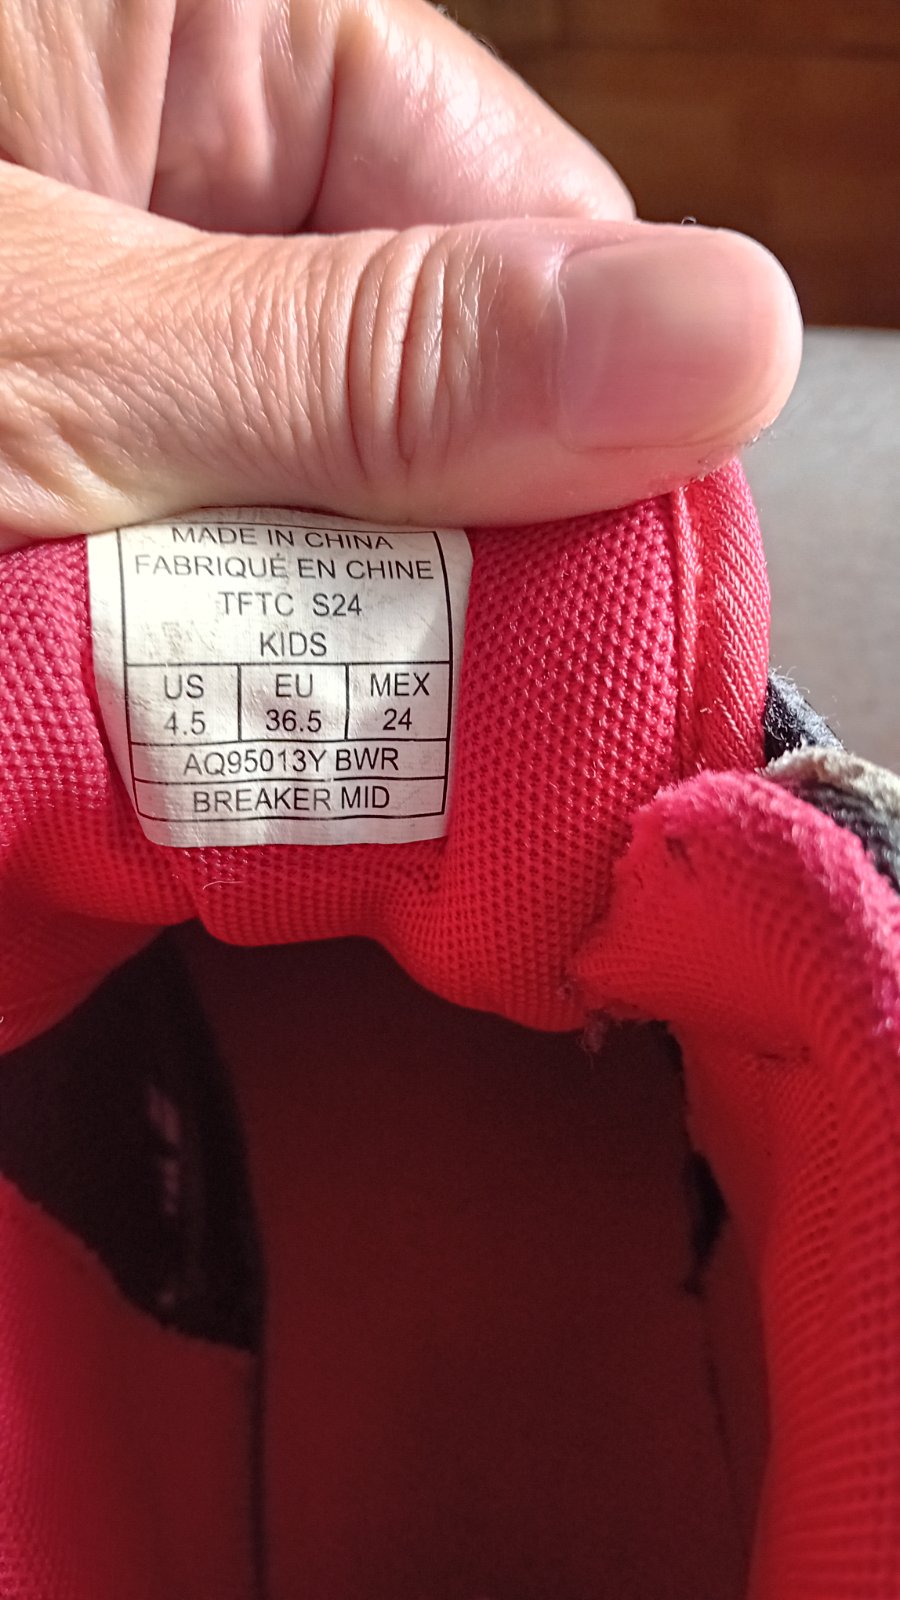 MADE IN CHINA
FABRIQUÉ EN CHINE
TFTC S24
KIDS
US EU MEX
4.5 36.5 24
AQ95013Y BWR
BREAKER MID